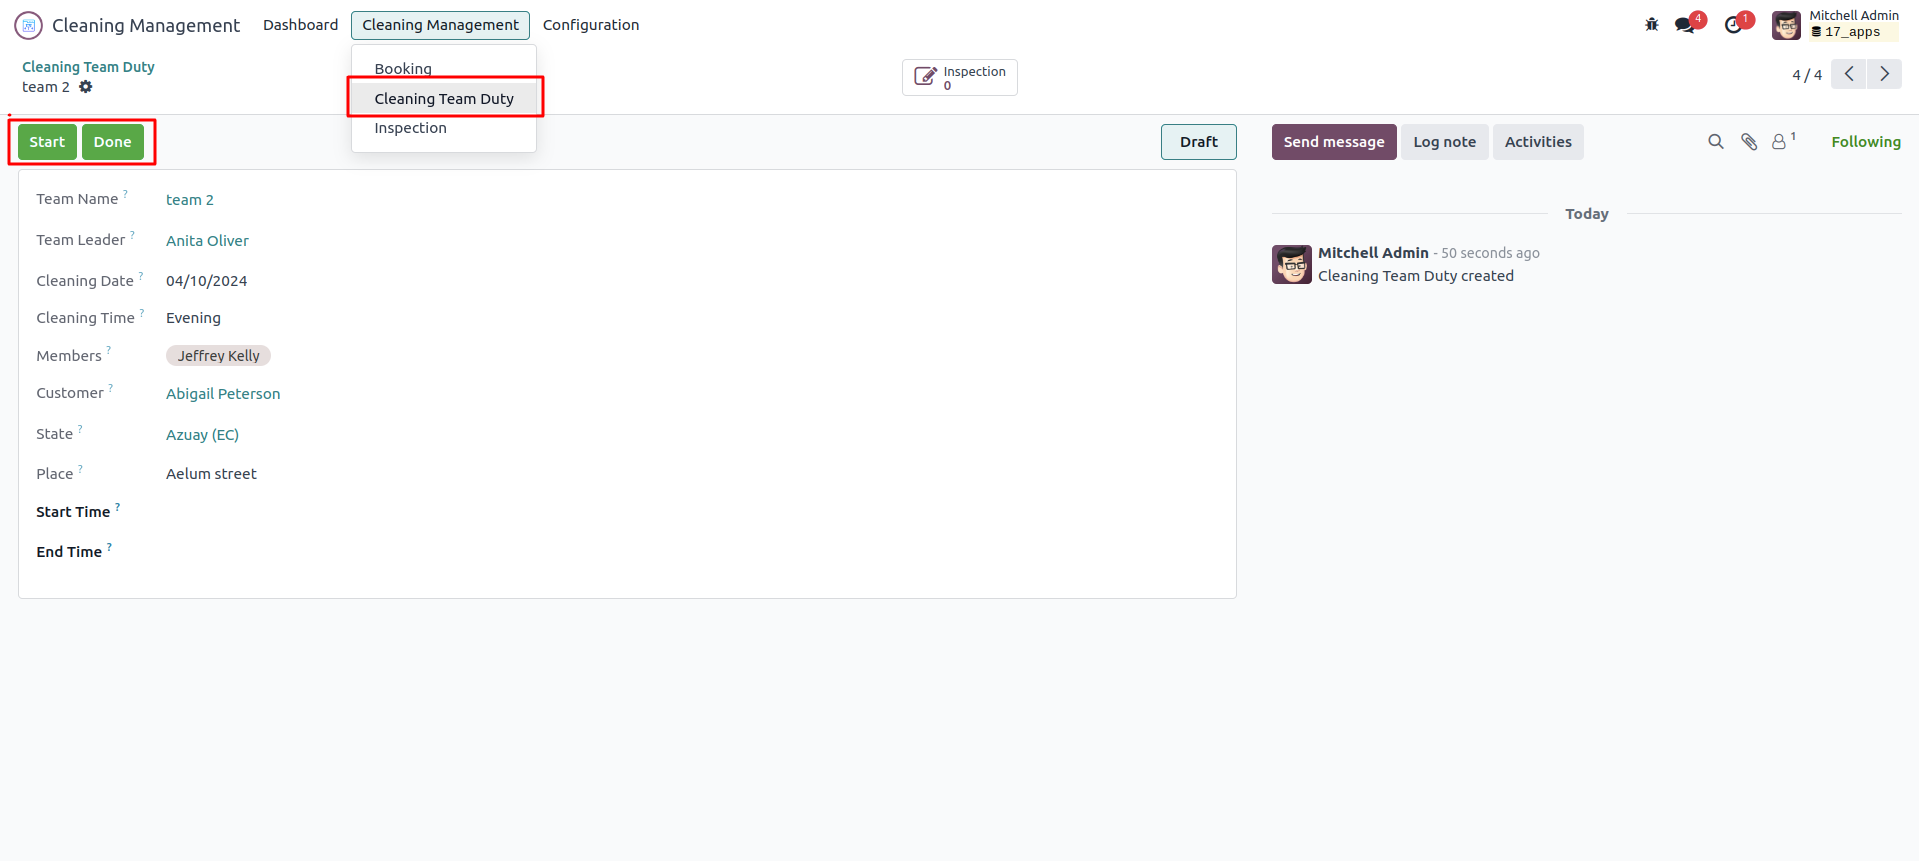 Cleaning Management Dashboard Cleaning Management Configuration 4 1 Mitchell Admin
17_apps
Booking
Cleaning Team Duty
Inspection
Cleaning Team Duty
team 2
Inspection
0
4 / 4
Start Done
Draft
Send message Log note Activities 1 Following
Team Name ? team 2
Team Leader ? Anita Oliver
Cleaning Date ? 04/10/2024
Cleaning Time ? Evening
Members ? Jeffrey Kelly
Customer ? Abigail Peterson
State ? Azuay (EC)
Place ? Aelum street
Start Time ?
End Time ?
Today
Mitchell Admin - 50 seconds ago
Cleaning Team Duty created